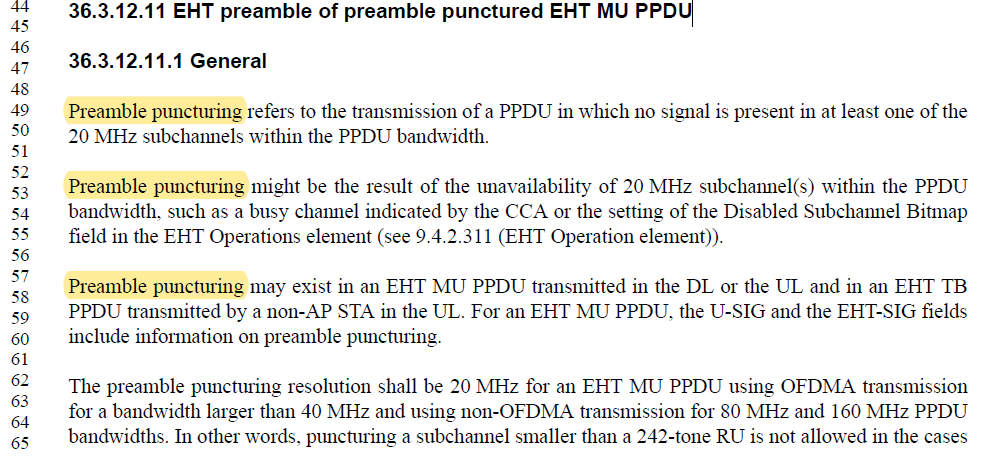 44 36.3.12.11 EHT preamble of preamble punctured EHT MU PPDU
45
46
47 36.3.12.11.1 General
48
49 Preamble puncturing refers to the transmission of a PPDU in which no signal is present in at least one of the
50 20 MHz subchannels within the PPDU bandwidth.
51
52
53 Preamble puncturing might be the result of the unavailability of 20 MHz subchannel(s) within the PPDU
54 bandwidth, such as a busy channel indicated by the CCA or the setting of the Disabled Subchannel Bitmap
55 field in the EHT Operations element (see 9.4.2.311 (EHT Operation element)).
56
57 Preamble puncturing may exist in an EHT MU PPDU transmitted in the DL or the UL and in an EHT TB
58
59 PPDU transmitted by a non-AP STA in the UL. For an EHT MU PPDU, the U-SIG and the EHT-SIG fields
60 include information on preamble puncturing.
61
62 The preamble puncturing resolution shall be 20 MHz for an EHT MU PPDU using OFDMA transmission
63
64 for a bandwidth larger than 40 MHz and using non-OFDMA transmission for 80 MHz and 160 MHz PPDU
65 bandwidths. In other words, puncturing a subchannel smaller than a 242-tone RU is not allowed in the cases